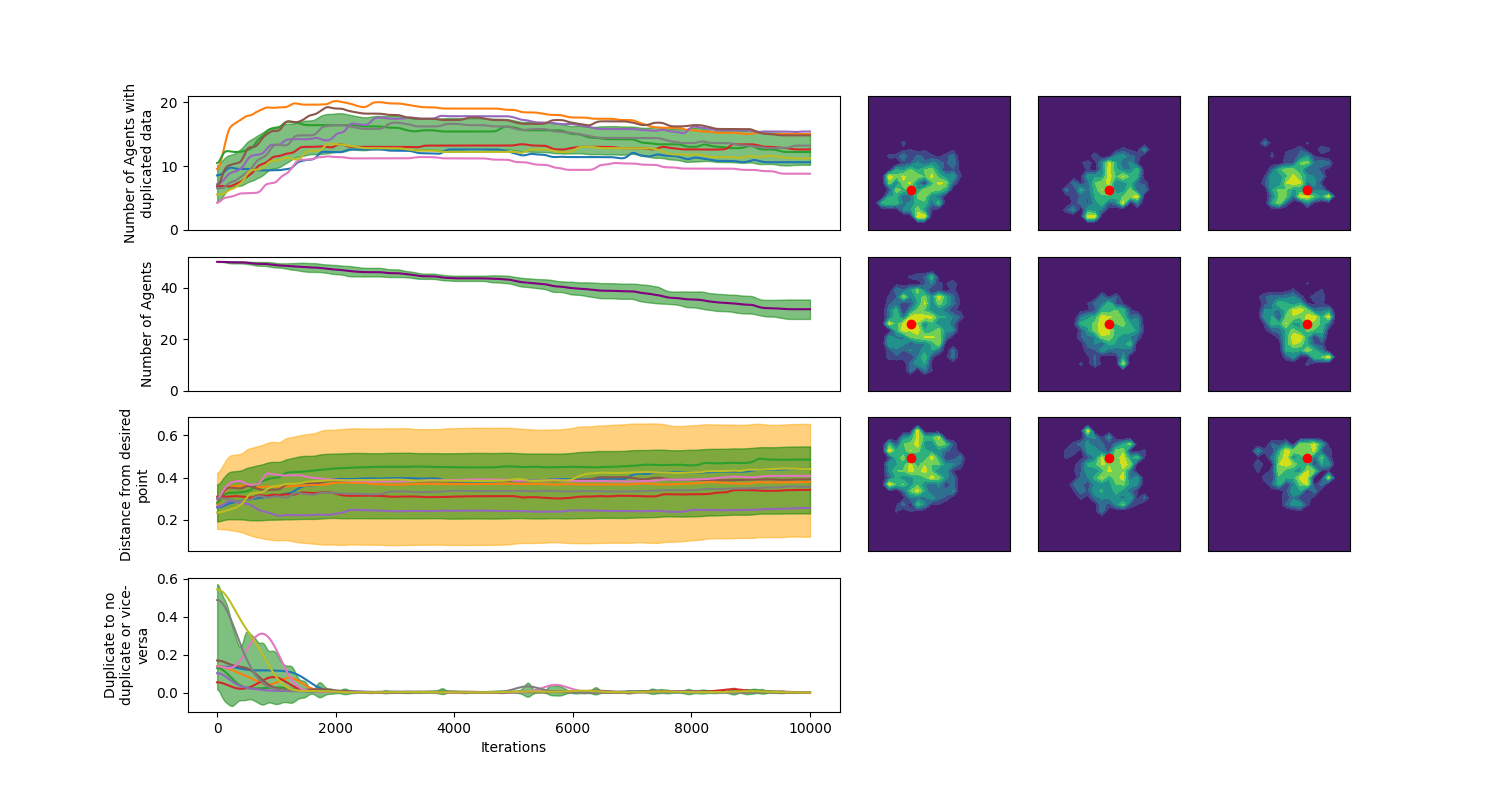 Number of Agents with
duplicated data
20
10
0
Number of Agents
40
20
0
Distance from desired
point
0.6
0.4
0.2
Duplicate to no
duplicate or vice-
versa
0.6
0.4
0.2
0.0
0 2000 4000 6000 8000 10000
Iterations